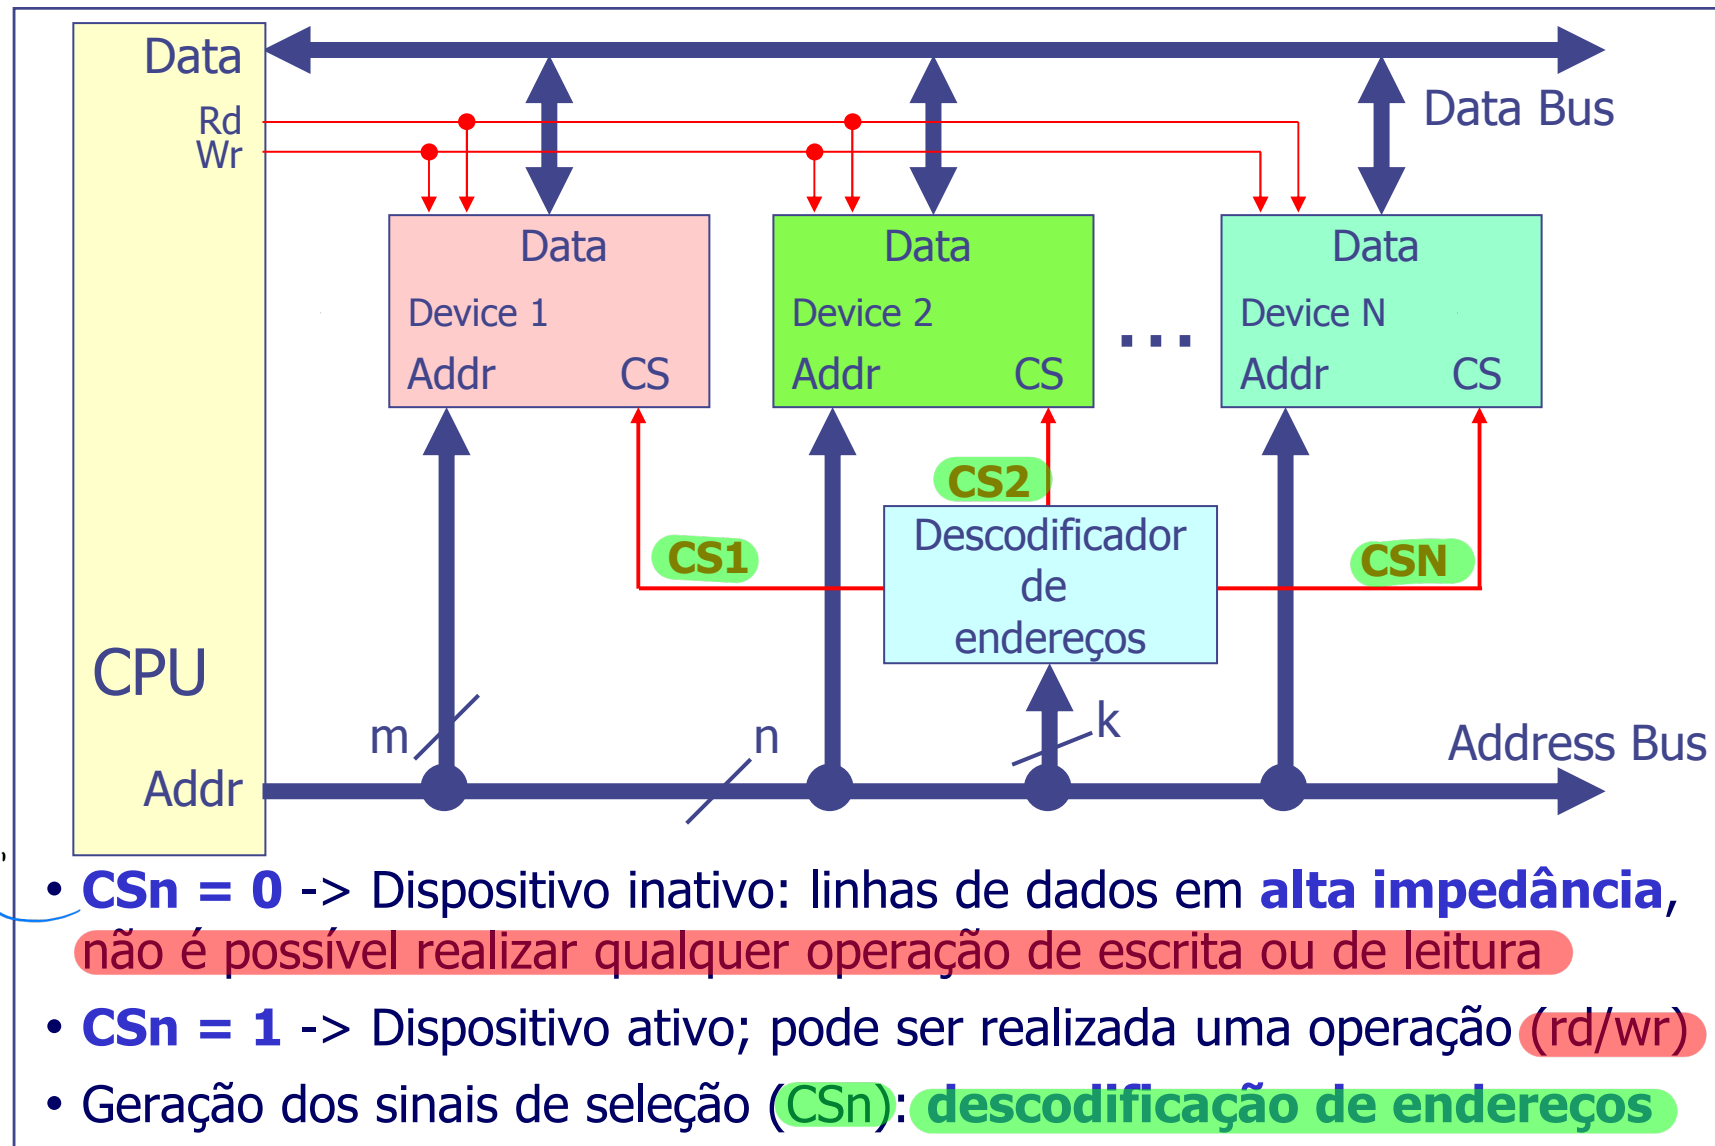 Data
Data Bus
Rd
Wr
Data
Data
Data
Device 1
Device 2
...
Device N
Addr CS
Addr CS
Addr CS
CS2
CS1
Descodificador
de
endereços
CSN
CPU
m
n
k
Address Bus
Addr
• CSn = 0 -> Dispositivo inativo: linhas de dados em alta impedância,
não é possível realizar qualquer operação de escrita ou de leitura
• CSn = 1 -> Dispositivo ativo; pode ser realizada uma operação (rd/wr)
• Geração dos sinais de seleção (CSn): descodificação de endereços